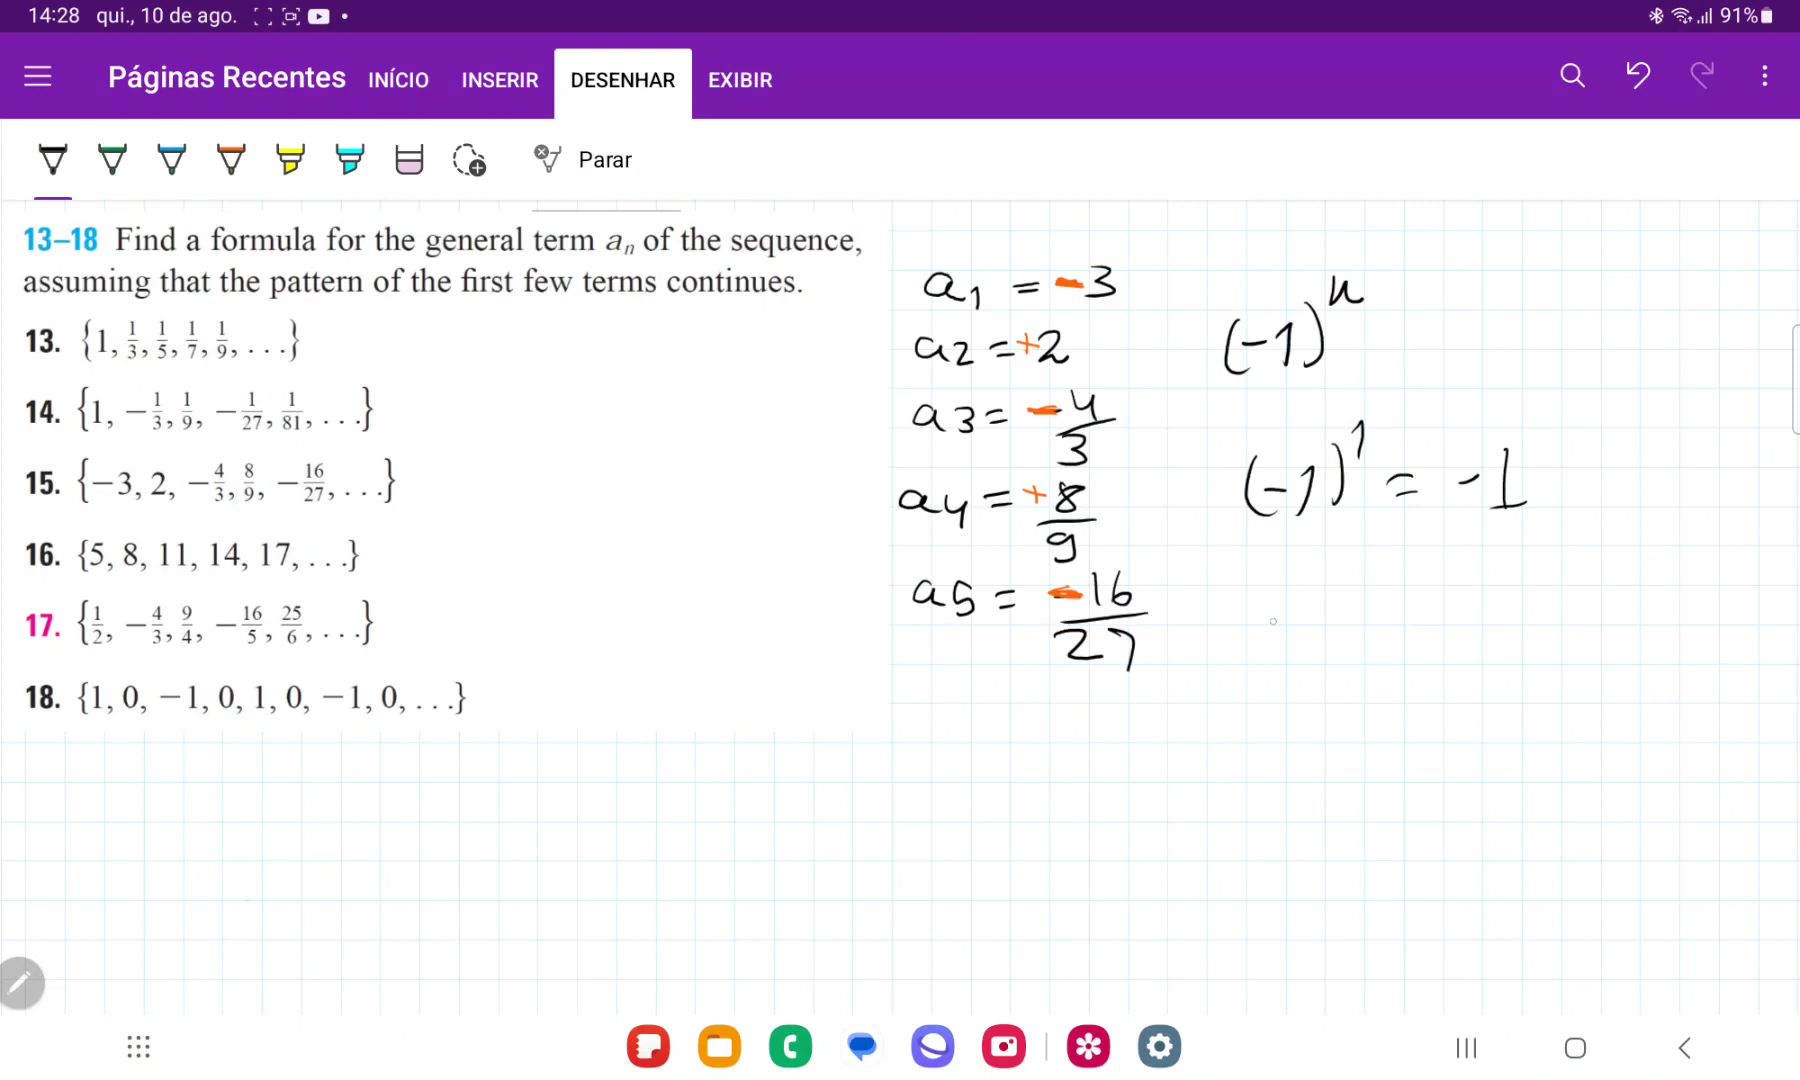 14:28 qui., 10 de ago. 91%
Páginas Recentes INÍCIO INSERIR DESENHAR EXIBIR
Parar
13–18 Find a formula for the general term aₙ of the sequence,
assuming that the pattern of the first few terms continues.
13. {1, 1/3, 1/5, 1/7, 1/9, . . .}
14. {1, −1/3, 1/9, −1/27, 1/81, . . .}
15. {−3, 2, −4/3, 8/9, −16/27, . . .}
16. {5, 8, 11, 14, 17, . . .}
17. {1/2, −4/3, 9/4, −16/5, 25/6, . . .}
18. {1, 0, −1, 0, 1, 0, −1, 0, . . .}
a1 = -3
a2 = +2
a3 = -4/3
a4 = +8/9
a5 = -16/27
(-1)ⁿ
(-1)¹ = -1